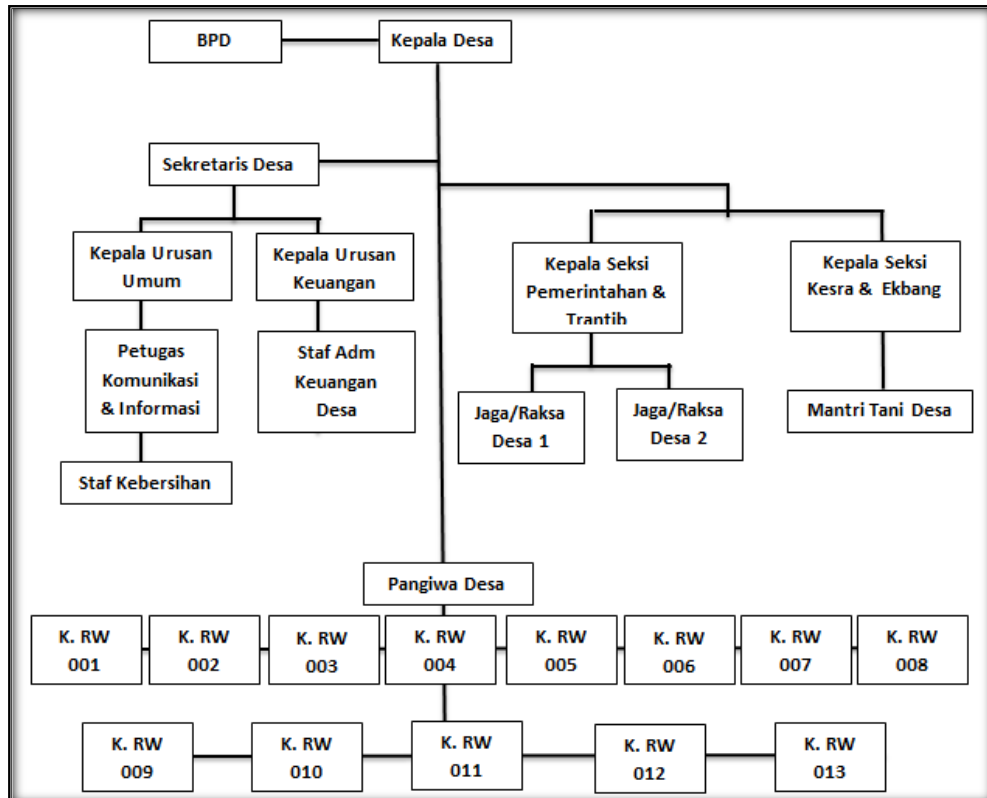 BPD
Kepala Desa
Sekretaris Desa
Kepala Urusan
Umum
Kepala Urusan
Keuangan
Kepala Seksi
Pemerintahan &
Trantib
Kepala Seksi
Kesra & Ekbang
Petugas
Komunikasi
& Informasi
Staf Adm
Keuangan
Desa
Jaga/Raksa
Desa 1
Jaga/Raksa
Desa 2
Mantri Tani Desa
Staf Kebersihan
Pangiwa Desa
K. RW
001
K. RW
002
K. RW
003
K. RW
004
K. RW
005
K. RW
006
K. RW
007
K. RW
008
K. RW
009
K. RW
010
K. RW
011
K. RW
012
K. RW
013